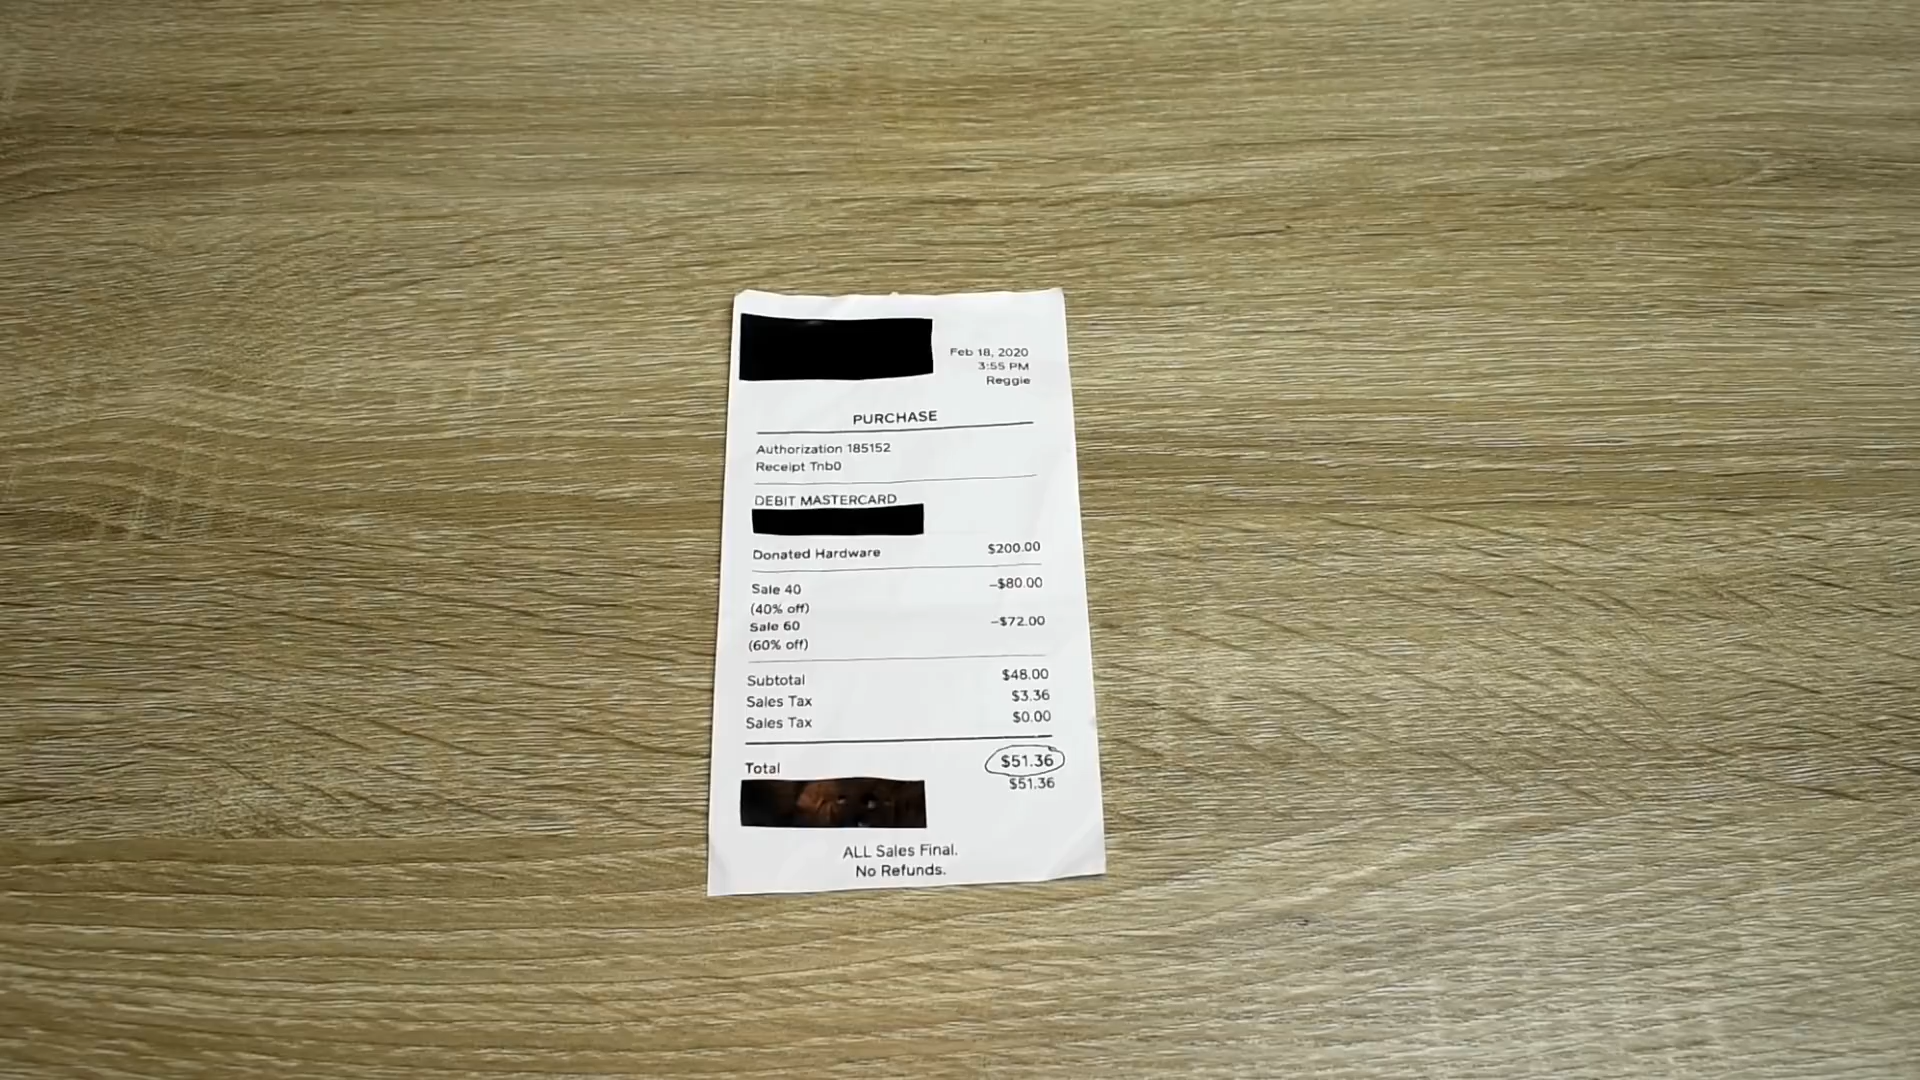 Feb 18, 2020
3:55 PM
Reggie
PURCHASE
Authorization 185152
Receipt Tnb0
DEBIT MASTERCARD
Donated Hardware $200.00
Sale 40 –$80.00
(40% off)
Sale 60 –$72.00
(60% off)
Subtotal $48.00
Sales Tax $3.36
Sales Tax $0.00
Total $51.36
$51.36
ALL Sales Final.
No Refunds.